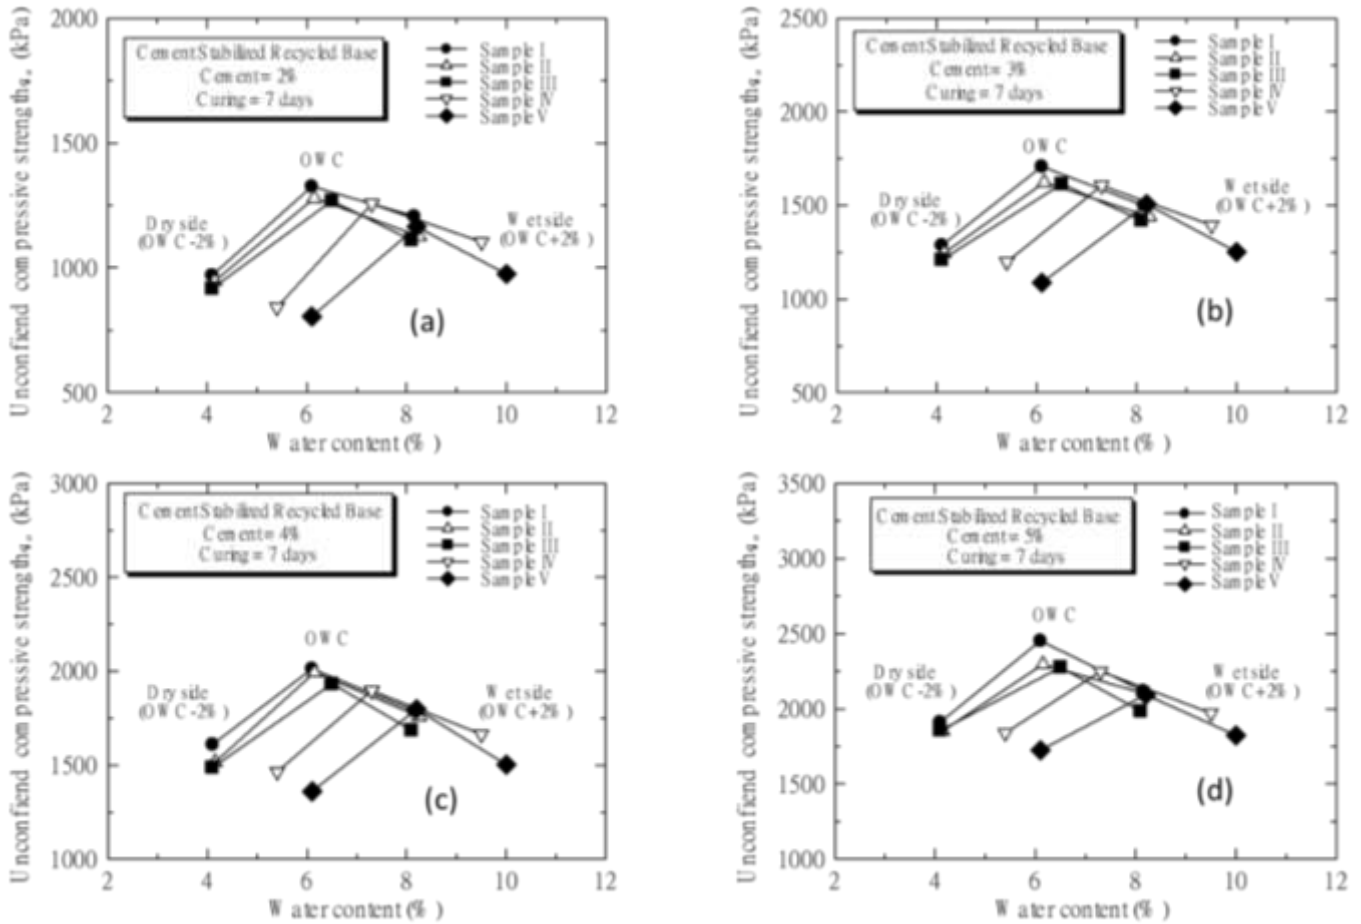 Unconfiend compressive strength, qᵤ, (kPa)
2000
1500
1000
500
Cement Stabilized Recycled Base
Cement = 2%
Curing = 7 days
Sample I
Sample II
Sample III
Sample IV
Sample V
OWC
Dry side
(OWC-2%)
Wet side
(OWC+2%)
(a)
2 4 6 8 10 12
Water content (%)
Unconfiend compressive strength, qᵤ, (kPa)
2500
2000
1500
1000
500
Cement Stabilized Recycled Base
Cement = 3%
Curing = 7 days
Sample I
Sample II
Sample III
Sample IV
Sample V
OWC
Dry side
(OWC-2%)
Wet side
(OWC+2%)
(b)
2 4 6 8 10 12
Water content (%)
Unconfiend compressive strength, qᵤ, (kPa)
3000
2500
2000
1500
1000
Cement Stabilized Recycled Base
Cement = 4%
Curing = 7 days
Sample I
Sample II
Sample III
Sample IV
Sample V
OWC
Dry side
(OWC-2%)
Wet side
(OWC+2%)
(c)
2 4 6 8 10 12
Water content (%)
Unconfiend compressive strength, qᵤ, (kPa)
3500
3000
2500
2000
1500
1000
Cement Stabilized Recycled Base
Cement = 5%
Curing = 7 days
Sample I
Sample II
Sample III
Sample IV
Sample V
OWC
Dry side
(OWC-2%)
Wet side
(OWC+2%)
(d)
2 4 6 8 10 12
Water content (%)